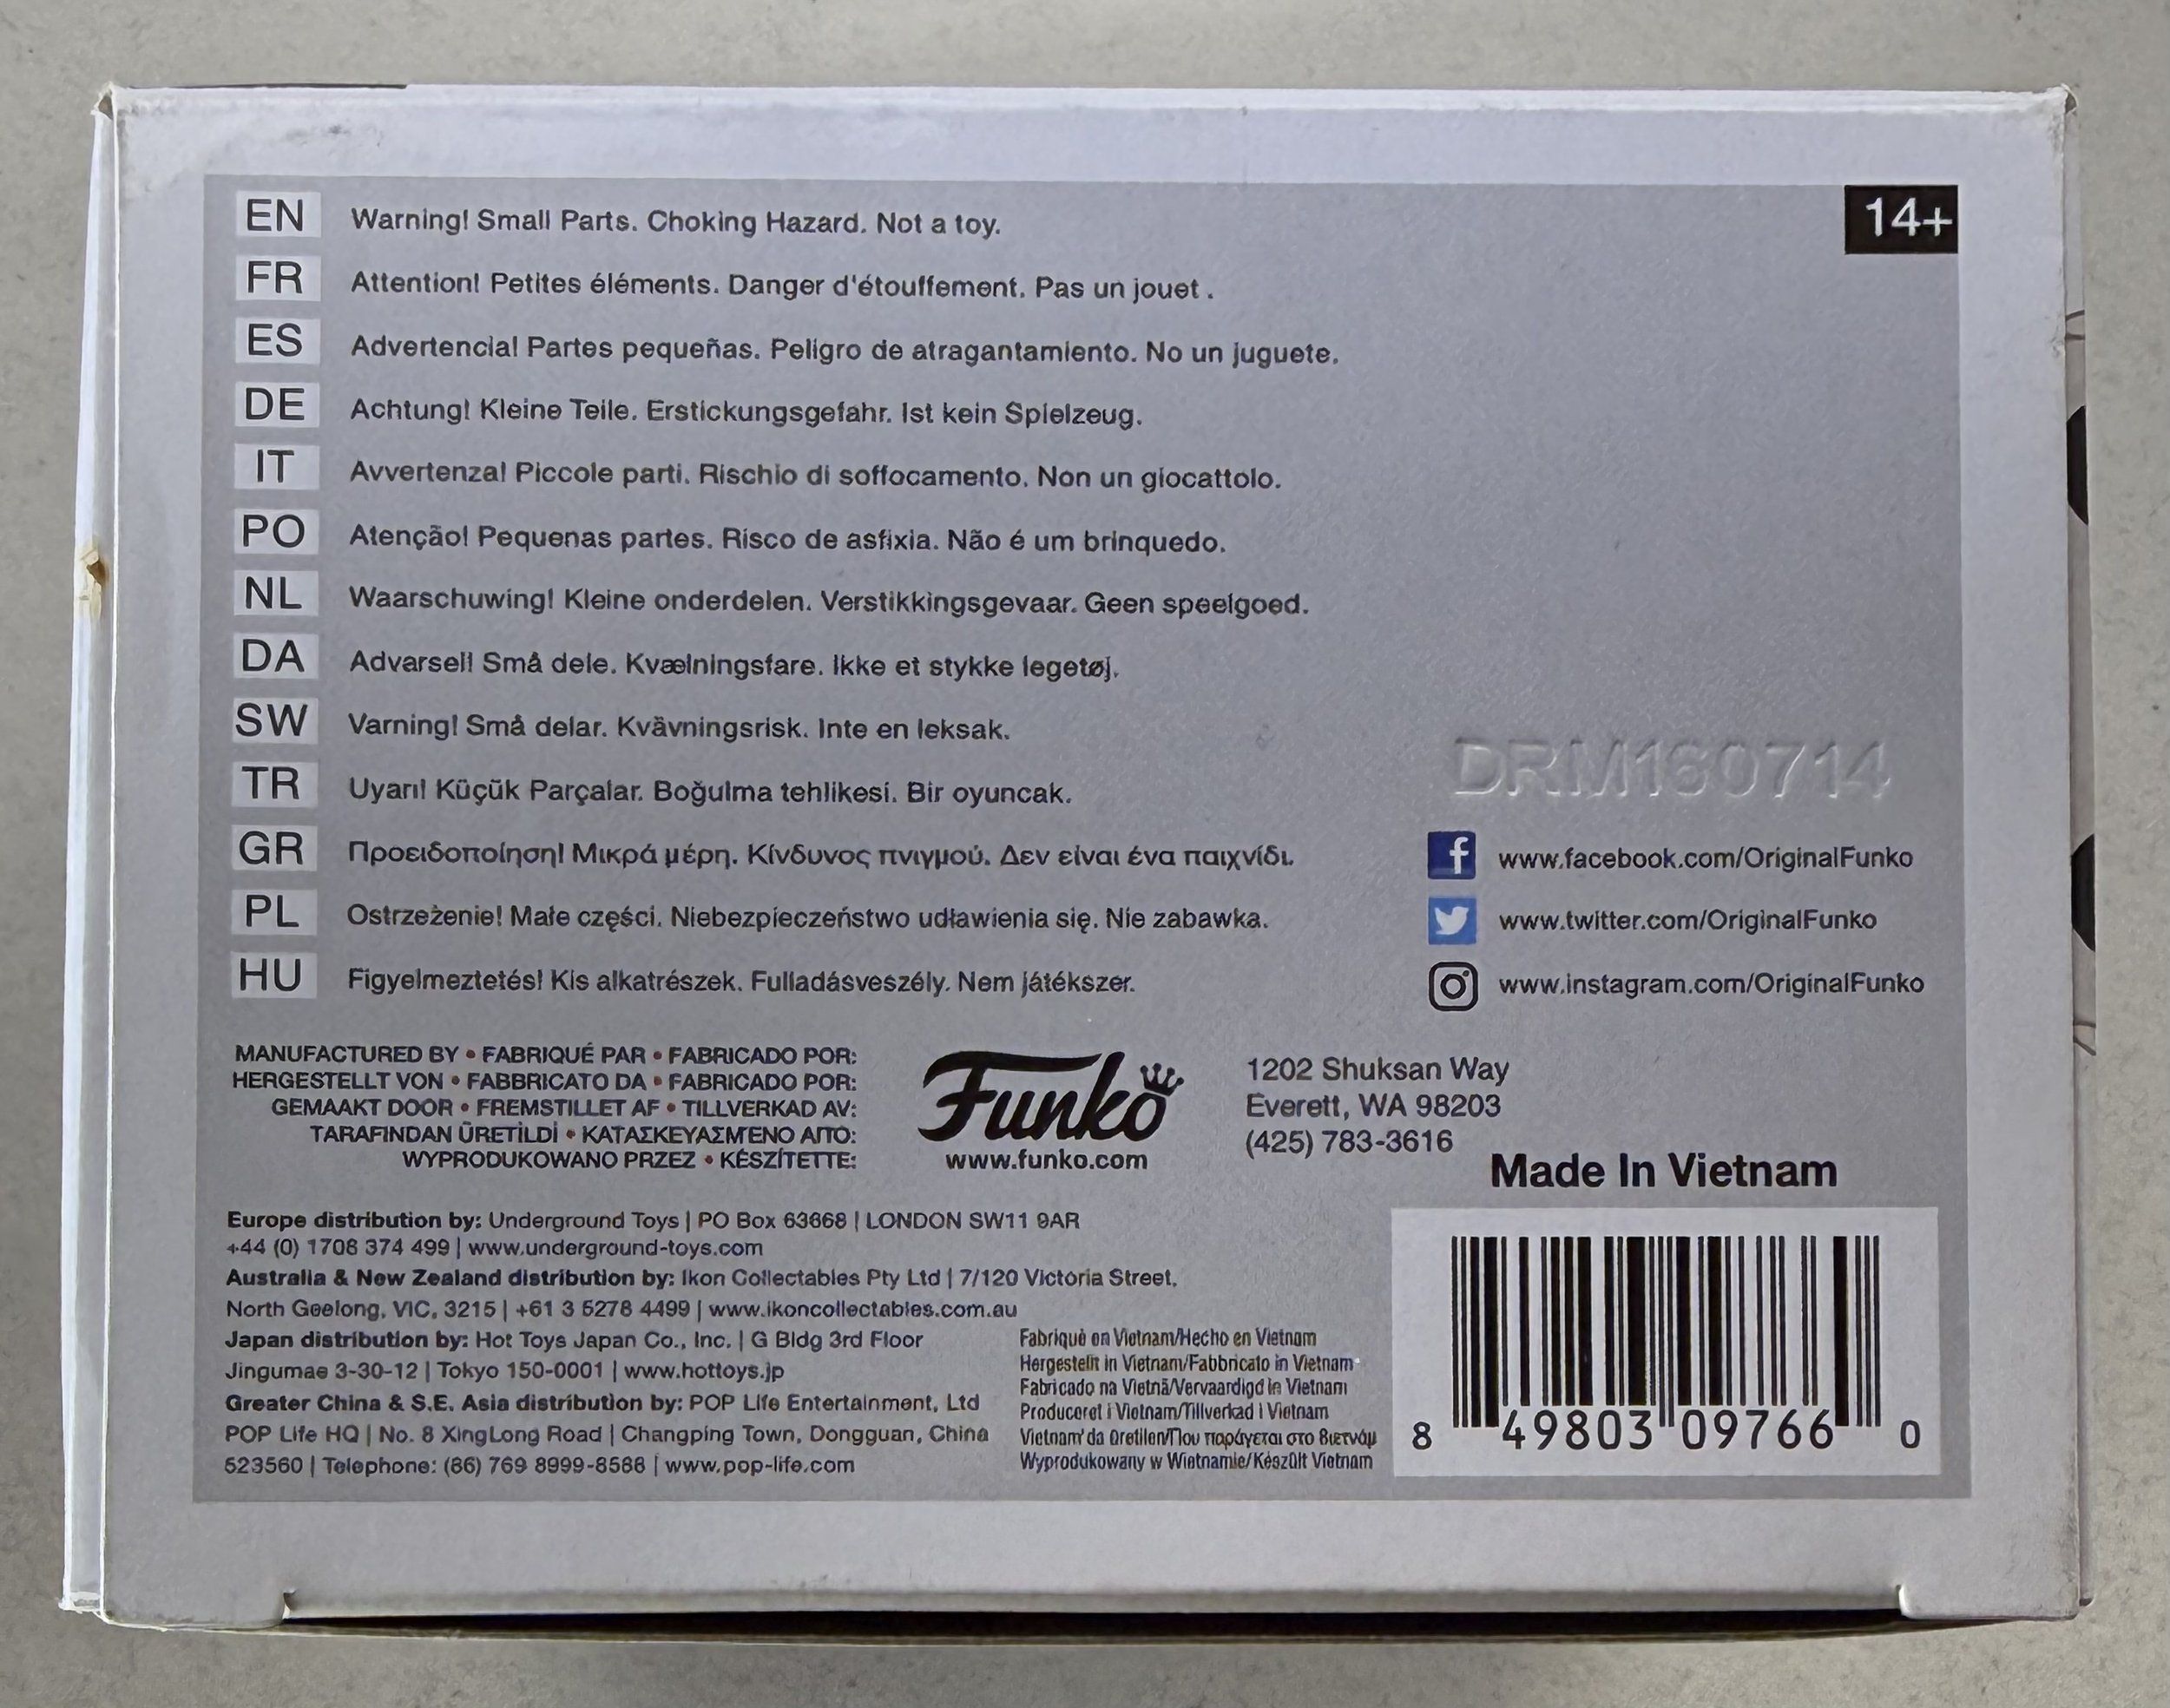 EN Warning! Small Parts. Choking Hazard. Not a toy.
14+
FR Attention! Petites éléments. Danger d'étouffement. Pas un jouet .
ES Advertencia! Partes pequeñas. Peligro de atragantamiento. No un juguete.
DE Achtung! Kleine Teile. Erstickungsgefahr. Ist kein Spielzeug.
IT Avvertenza! Piccole parti. Rischio di soffocamento. Non un giocattolo.
PO Atenção! Pequenas partes. Risco de asfixia. Não é um brinquedo.
NL Waarschuwing! Kleine onderdelen. Verstikkingsgevaar. Geen speelgoed.
DA Advarsel! Små dele. Kvælningsfare. Ikke et stykke legetøj.
SW Varning! Små delar. Kvävningsrisk. Inte en leksak.
TR Uyarı! Küçük Parçalar. Boğulma tehlikesi. Bir oyuncak.
GR Προειδοποίηση! Μικρά μέρη. Κίνδυνος πνιγμού. Δεν είναι ένα παιχνίδι.
PL Ostrzeżenie! Małe części. Niebezpieczeństwo udławienia się. Nie zabawka.
HU Figyelmeztetés! Kis alkatrészek. Fulladásveszély. Nem játékszer.
DRM160714
www.facebook.com/OriginalFunko
www.twitter.com/OriginalFunko
www.instagram.com/OriginalFunko
MANUFACTURED BY • FABRIQUÉ PAR • FABRICADO POR:
HERGESTELLT VON • FABBRICATO DA • FABRICADO POR:
GEMAAKT DOOR • FREMSTILLET AF • TILLVERKAD AV:
TARAFINDAN ÜRETİLDİ • ΚΑΤΑΣΚΕΥΑΣΜΈΝΟ ΑΠΌ:
WYPRODUKOWANO PRZEZ • KÉSZÍTETTE:
Funko
www.funko.com
1202 Shuksan Way
Everett, WA 98203
(425) 783-3616
Made In Vietnam
Europe distribution by: Underground Toys | PO Box 63668 | LONDON SW11 9AR
+44 (0) 1708 374 499 | www.underground-toys.com
Australia & New Zealand distribution by: Ikon Collectables Pty Ltd | 7/120 Victoria Street,
North Geelong, VIC, 3215 | +61 3 5278 4499 | www.ikoncollectables.com.au
Japan distribution by: Hot Toys Japan Co., Inc. | G Bldg 3rd Floor
Jingumae 3-30-12 | Tokyo 150-0001 | www.hottoys.jp
Greater China & S.E. Asia distribution by: POP Life Entertainment, Ltd
POP Life HQ | No. 8 XingLong Road | Changping Town, Dongguan, China
523560 | Telephone: (86) 769 8999-8588 | www.pop-life.com
Fabriqué en Vietnam/Hecho en Vietnam
Hergestellt in Vietnam/Fabbricato in Vietnam
Fabricado na Vietnã/Vervaardigd in Vietnam
Produceret i Vietnam/Tillverkad i Vietnam
Vietnam'da üretilen/Που παράγεται στο Βιετνάμ
Wyprodukowany w Wietnamie/Készült Vietnam
8 49803 09766 0